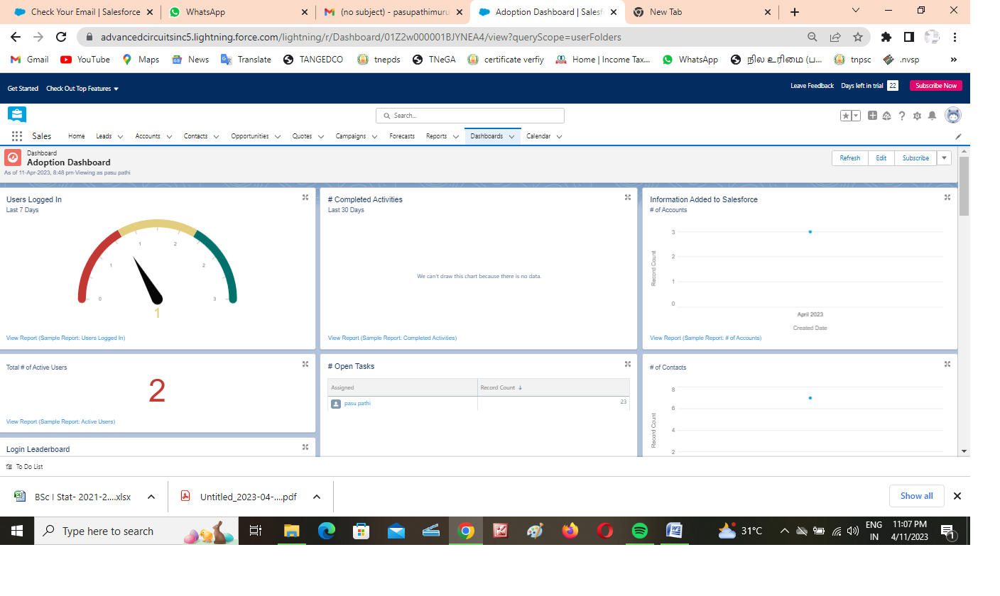 Check Your Email | Salesforce
WhatsApp
(no subject) - pasupathimuru
Adoption Dashboard | Salesf
New Tab
advancedcircuitsinc5.lightning.force.com/lightning/r/Dashboard/01Z2w000001BJYNEA4/view?queryScope=userFolders
Gmail YouTube Maps News Translate TANGEDCO tnepds TNeGA certificate verfiy Home | Income Tax... WhatsApp நில உரிமை (ப... tnpsc .nvsp »
Get Started Check Out Top Features Leave Feedback Days left in trial 22 Subscribe Now
Search...
Sales Home Leads Accounts Contacts Opportunities Quotes Campaigns Forecasts Reports Dashboards Calendar
Dashboard
Adoption Dashboard
As of 11-Apr-2023, 8:48 pm·Viewing as pasu pathi
Refresh Edit Subscribe
Users Logged In
Last 7 Days
0
1
1
2
2
3
1
View Report (Sample Report: Users Logged In)
# Completed Activities
Last 30 Days
We can't draw this chart because there is no data.
View Report (Sample Report: Completed Activities)
Information Added to Salesforce
# of Accounts
Record Count
3
2
1
0
April 2023
Created Date
View Report (Sample Report: # of Accounts)
Total # of Active Users
2
View Report (Sample Report: Active Users)
# Open Tasks
Assigned Record Count ↓
pasu pathi 23
# of Contacts
Record Count
8
6
4
2
Login Leaderboard
To Do List
BSc I Stat- 2021-2....xlsx
Untitled_2023-04-....pdf
Show all
Type here to search
31°C
ENG
IN
11:07 PM
4/11/2023
1